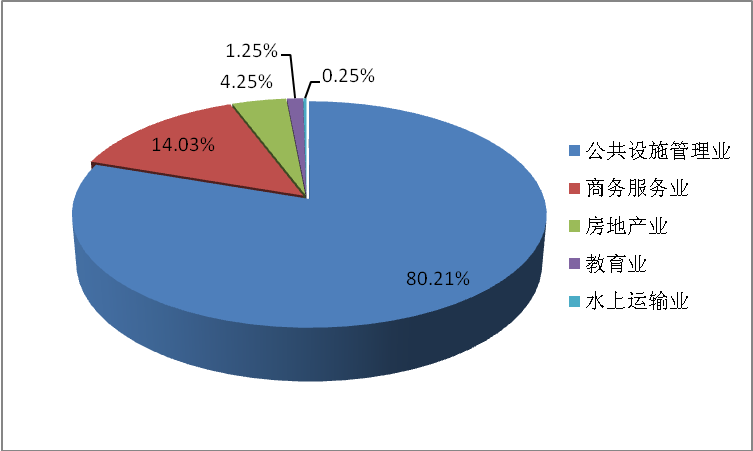 1.25%
0.25%
4.25%
14.03%
80.21%
公共设施管理业
商务服务业
房地产业
教育业
水上运输业